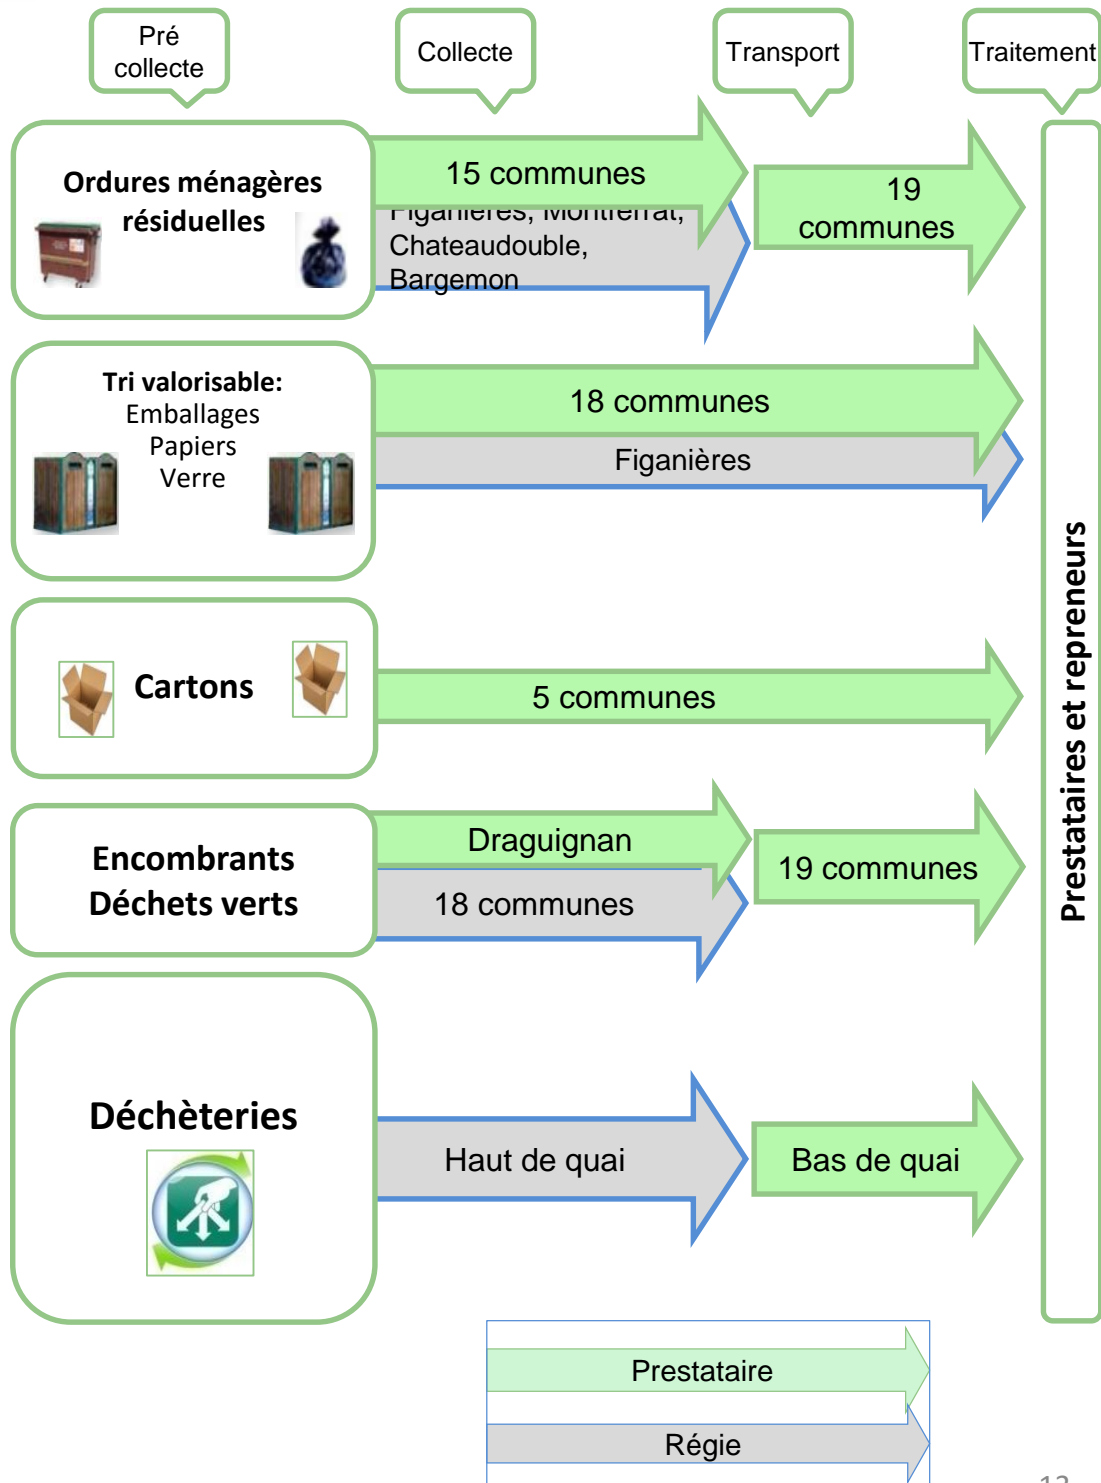 Pré
collecte
Collecte
Transport
Traitement
Ordures ménagères
résiduelles
15 communes
Figanières, Montferrat,
Chateaudouble,
Bargemon
19
communes
Tri valorisable:
Emballages
Papiers
Verre
18 communes
Figanières
Cartons
5 communes
Encombrants
Déchets verts
Draguignan
18 communes
19 communes
Déchèteries
Haut de quai
Bas de quai
Prestataires et repreneurs
Prestataire
Régie